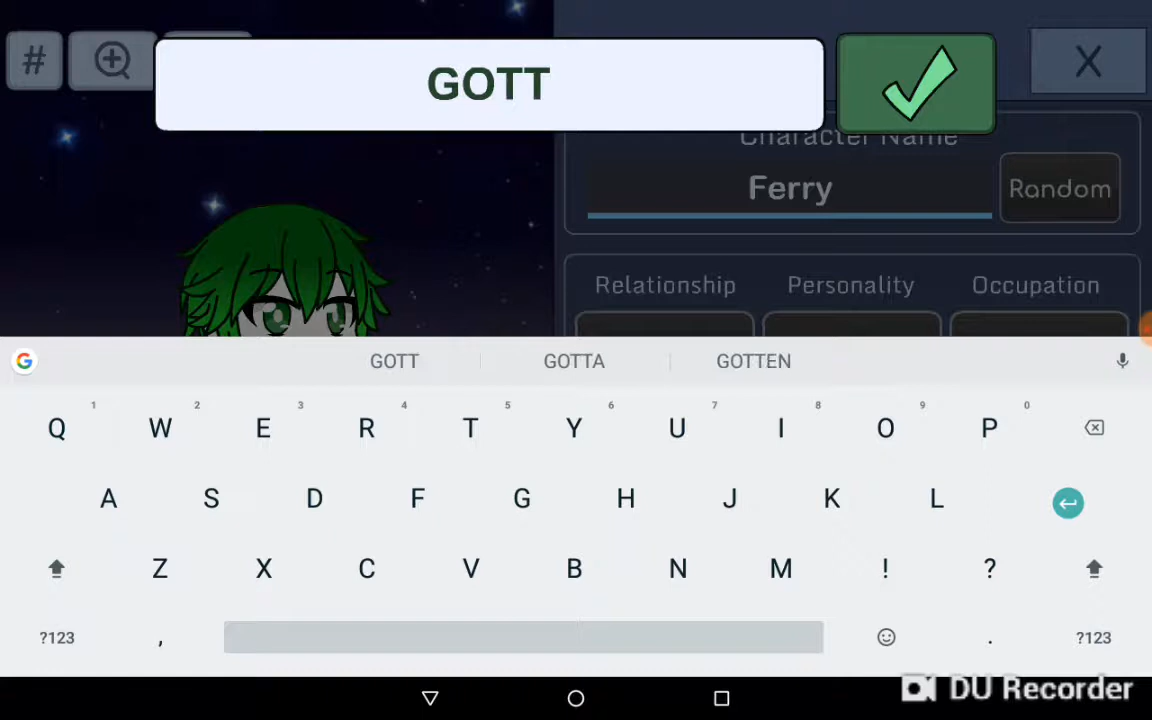 #
GOTT
X
Character Name
Ferry
Random
Relationship Personality Occupation
GOTT GOTTA GOTTEN
1 2 3 4 5 6 7 8 9 0
Q W E R T Y U I O P
A S D F G H J K L
Z X C V B N M ! ?
?123 , . ?123
DU Recorder